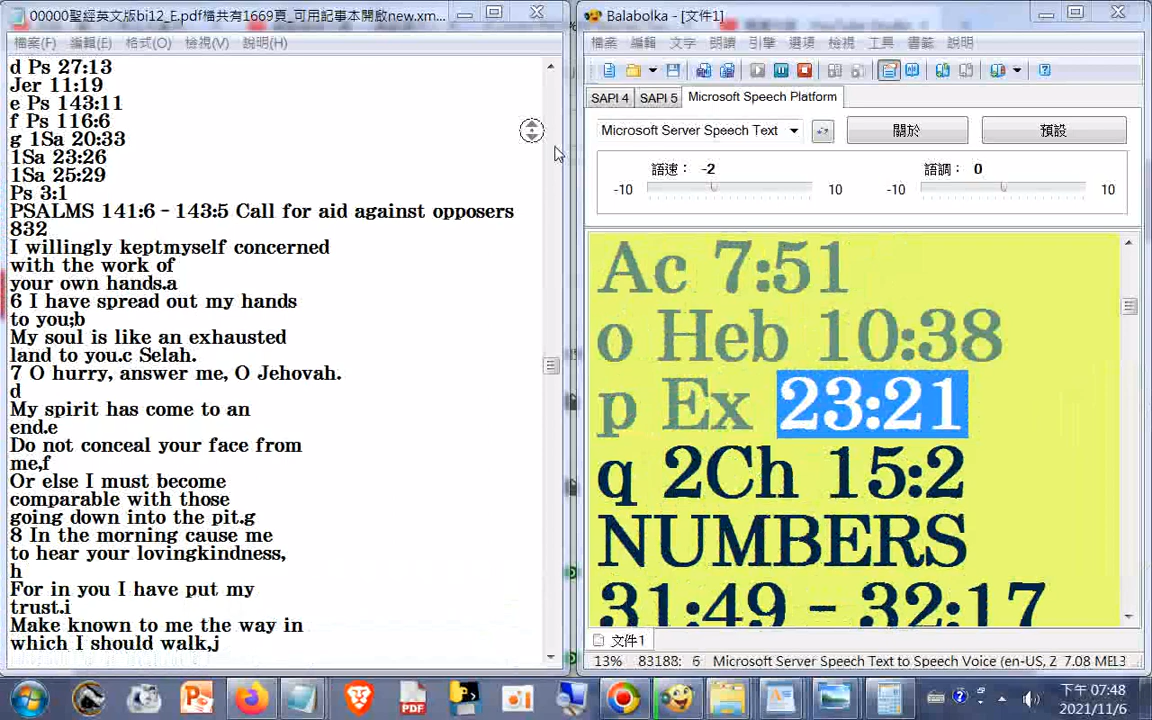 00000聖經英文版bi12_E.pdf檔共有1669頁_可用記事本開啟new.xm...
檔案(F) 編輯(E) 格式(O) 檢視(V) 說明(H)
d Ps 27:13
Jer 11:19
e Ps 143:11
f Ps 116:6
g 1Sa 20:33
1Sa 23:26
1Sa 25:29
Ps 3:1
PSALMS 141:6 – 143:5 Call for aid against opposers
832
I willingly keptmyself concerned
with the work of
your own hands.a
6 I have spread out my hands
to you;b
My soul is like an exhausted
land to you.c Selah.
7 O hurry, answer me, O Jehovah.
d
My spirit has come to an
end.e
Do not conceal your face from
me,f
Or else I must become
comparable with those
going down into the pit.g
8 In the morning cause me
to hear your lovingkindness,
h
For in you I have put my
trust.i
Make known to me the way in
which I should walk,j
Balabolka - [文件1]
檔案 編輯 文字 朗讀 引擎 選項 檢視 工具 書籤 說明
SAPI 4 SAPI 5 Microsoft Speech Platform
Microsoft Server Speech Text 關於 預設
語速: -2 語調: 0
-10 10 -10 10
Ac 7:51
o Heb 10:38
p Ex 23:21
q 2Ch 15:2
NUMBERS
31:49 – 32:17
文件1
13% 83188: 6 Microsoft Server Speech Text to Speech Voice (en-US, 2 7.08 ME
下午 07:48
2021/11/6